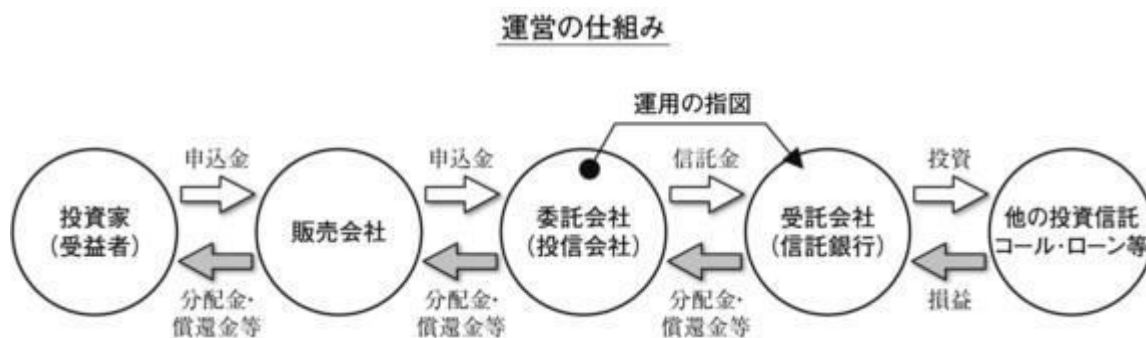 運営の仕組み
運用の指図
申込金
申込金
信託金
投資
投資家
(受益者)
販売会社
委託会社
(投信会社)
受託会社
(信託銀行)
他の投資信託
コール・ローン等
分配金・
償還金等
分配金・
償還金等
分配金・
償還金等
損益